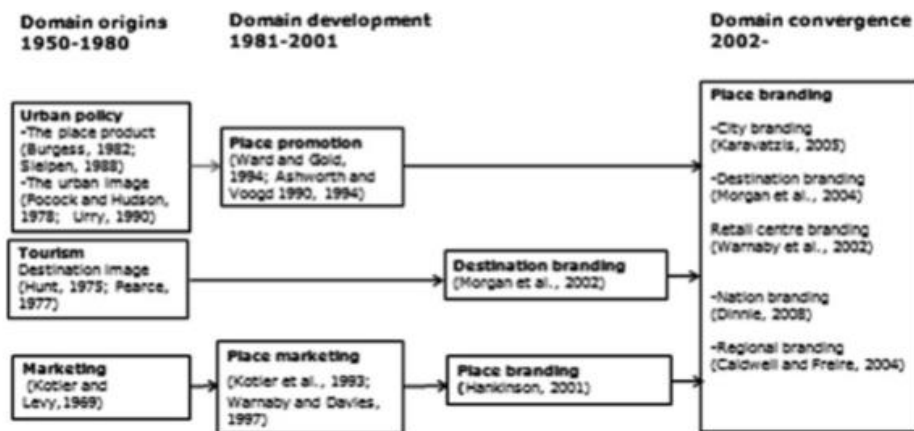 Domain origins
1950-1980
Domain development
1981-2001
Domain convergence
2002-
Urban policy
-The place product
(Burgess, 1982;
Sleipen, 1988)
-The urban image
(Pocock and Hudson,
1978; Urry, 1990)
Place promotion
(Ward and Gold,
1994; Ashworth and
Voogd 1990, 1994)
Tourism
Destination image
(Hunt, 1975; Pearce,
1977)
Destination branding
(Morgan et al., 2002)
Marketing
(Kotler and
Levy,1969)
Place marketing
(Kotler et al., 1993;
Warnaby and Davies,
1997)
Place branding
(Hankinson, 2001)
Place branding
-City branding
(Karavatzis, 2005)
-Destination branding
(Morgan et al., 2004)
Retail centre branding
(Warnaby et al., 2002)
-Nation branding
(Dinnie, 2008)
-Regional branding
(Caldwell and Freire, 2004)